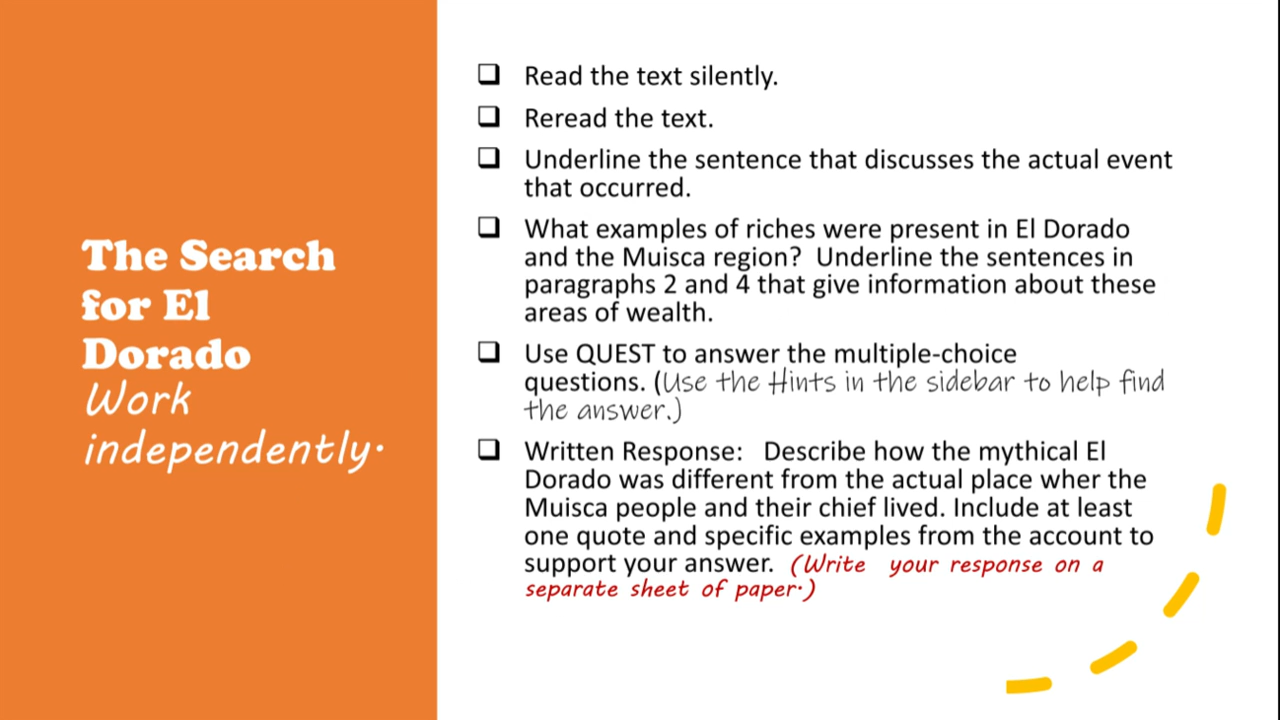 The Search
for El
Dorado
Work
independently.
❑ Read the text silently.
❑ Reread the text.
❑ Underline the sentence that discusses the actual event
that occurred.
❑ What examples of riches were present in El Dorado
and the Muisca region?  Underline the sentences in
paragraphs 2 and 4 that give information about these
areas of wealth.
❑ Use QUEST to answer the multiple-choice
questions. (Use the Hints in the sidebar to help find
the answer.)
❑ Written Response:   Describe how the mythical El
Dorado was different from the actual place wher the
Muisca people and their chief lived. Include at least
one quote and specific examples from the account to
support your answer.  (Write  your response on a
separate sheet of paper.)